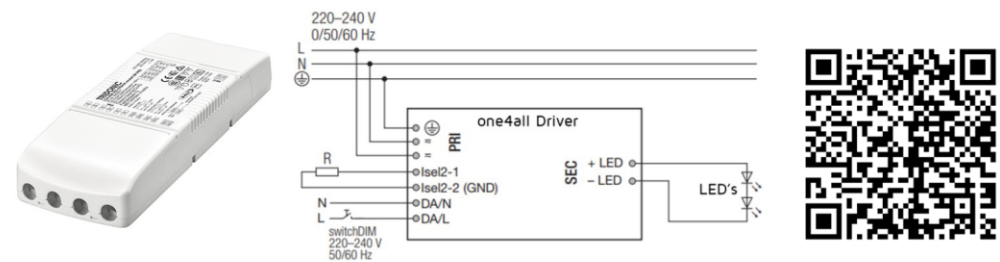 TRIDONIC
220–240 V
0/50/60 Hz
L
N
one4all Driver
PRI
≂
≂
R
Isel2-1
Isel2-2 (GND)
N
DA/N
L
DA/L
switchDIM
220–240 V
50/60 Hz
SEC
+ LED
– LED
LED's